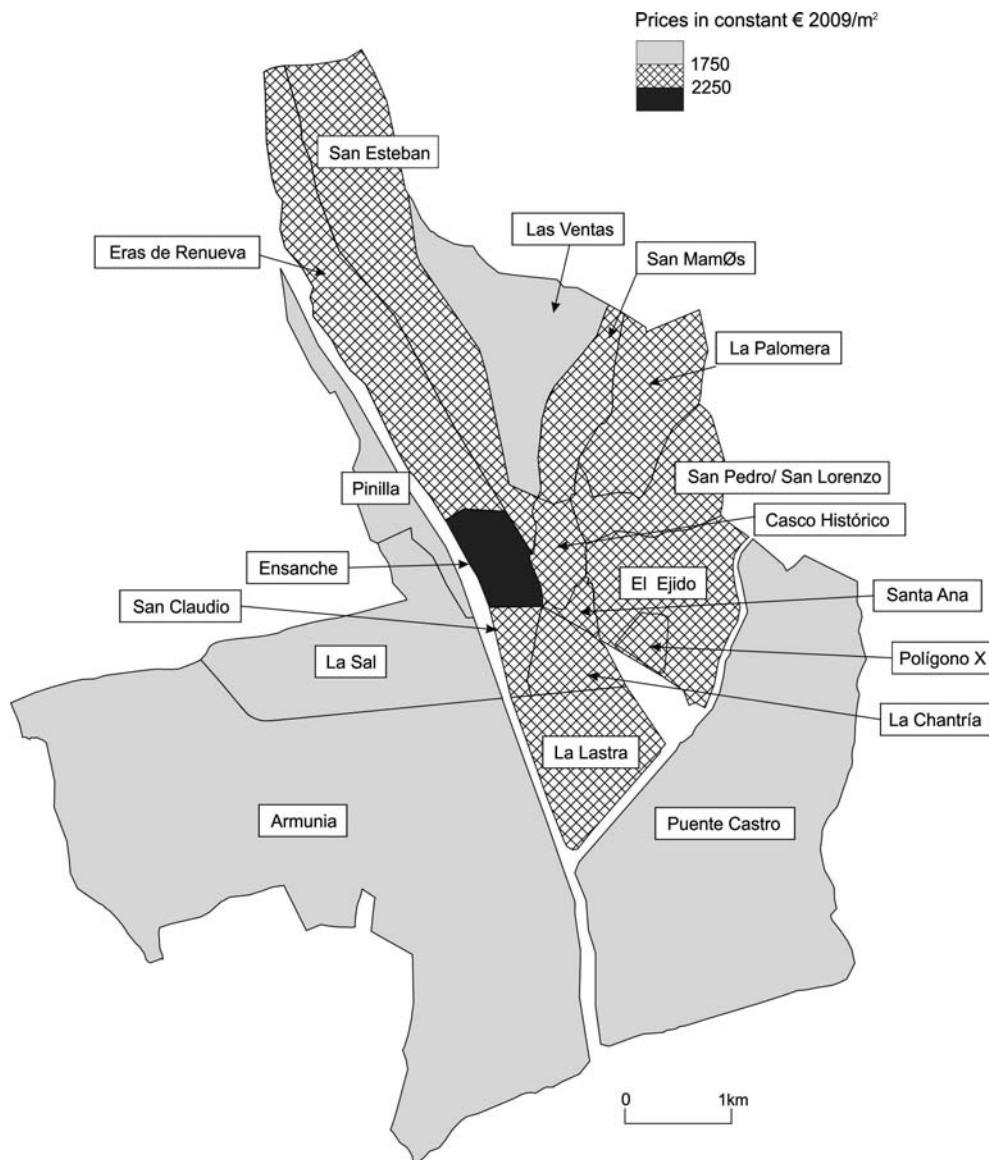 Prices in constant € 2009/m²
1750
2250
San Esteban
Las Ventas
Eras de Renueva
San MamØs
La Palomera
San Pedro/ San Lorenzo
Pinilla
Casco Histórico
Ensanche
El Ejido
Santa Ana
San Claudio
La Sal
Polígono X
La Chantría
La Lastra
Armunia
Puente Castro
0 1km